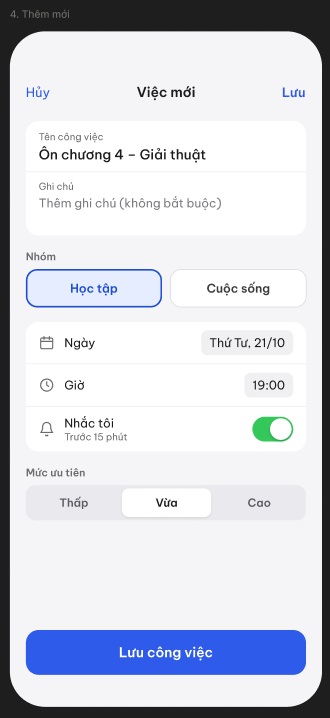 4. Thêm mới
Hủy Việc mới Lưu
Tên công việc
Ôn chương 4 – Giải thuật
Ghi chú
Thêm ghi chú (không bắt buộc)
Nhóm
Học tập Cuộc sống
Ngày Thứ Tư, 21/10
Giờ 19:00
Nhắc tôi
Trước 15 phút
Mức ưu tiên
Thấp Vừa Cao
Lưu công việc